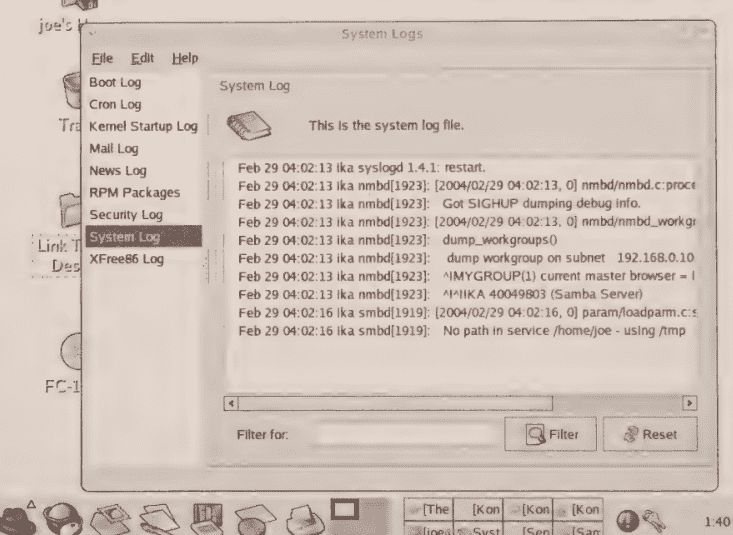 joe's
System Logs
File Edit Help
Boot Log
Cron Log
Kernel Startup Log
Mail Log
News Log
RPM Packages
Security Log
System Log
XFree86 Log
System Log
This is the system log file.
Feb 29 04:02:13 ika syslogd 1.4.1: restart.
Feb 29 04:02:13 ika nmbd[1923]: [2004/02/29 04:02:13, 0] nmbd/nmbd.c:proce
Feb 29 04:02:13 ika nmbd[1923]: Got SIGHUP dumping debug info.
Feb 29 04:02:13 ika nmbd[1923]: [2004/02/29 04:02:13, 0] nmbd/nmbd_workgr
Feb 29 04:02:13 ika nmbd[1923]: dump_workgroups()
Feb 29 04:02:13 ika nmbd[1923]: dump workgroup on subnet 192.168.0.10
Feb 29 04:02:13 ika nmbd[1923]: ^IMYGROUP(1) current master browser = I
Feb 29 04:02:13 ika nmbd[1923]: ^I^IIKA 40049803 (Samba Server)
Feb 29 04:02:16 ika smbd[1919]: [2004/02/29 04:02:16, 0] param/loadparm.c:s
Feb 29 04:02:16 ika smbd[1919]: No path in service /home/joe - using /tmp
Filter for: Filter Reset
Tra
Link T
Des
FC-1
[The [Kon [Kon [Kon
[joe Syst [Sen [Sam
1:40